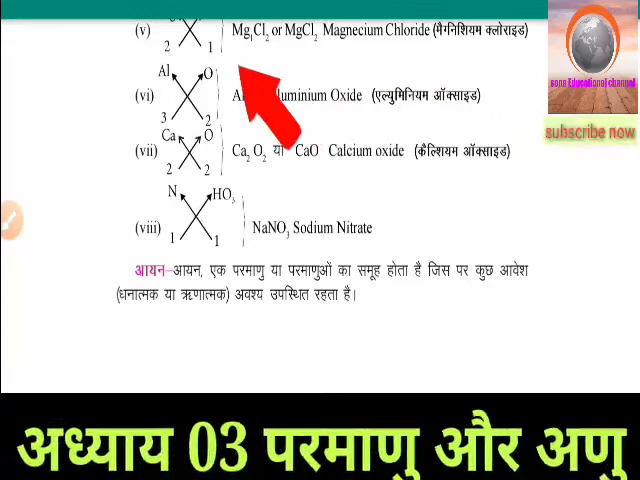 (v) 2 1 Mg₁Cl₂ or MgCl₂ Magnecium Chloride (मैग्निशियम क्लोराइड)
Al O
(vi) 3 2 Al uminium Oxide (एल्युमिनियम ऑक्साइड)
Ca O
(vii) 2 2 Ca₂ O₂ या CaO Calcium oxide (कैल्शियम ऑक्साइड)
N HO₃
(viii) 1 1 NaNO₃ Sodium Nitrate
आयन–आयन, एक परमाणु या परमाणुओं का समूह होता है जिस पर कुछ आवेश
(धनात्मक या ऋणात्मक) अवश्य उपस्थित रहता है।
sons Educational channel
subscribe now
अध्याय 03 परमाणु और अणु